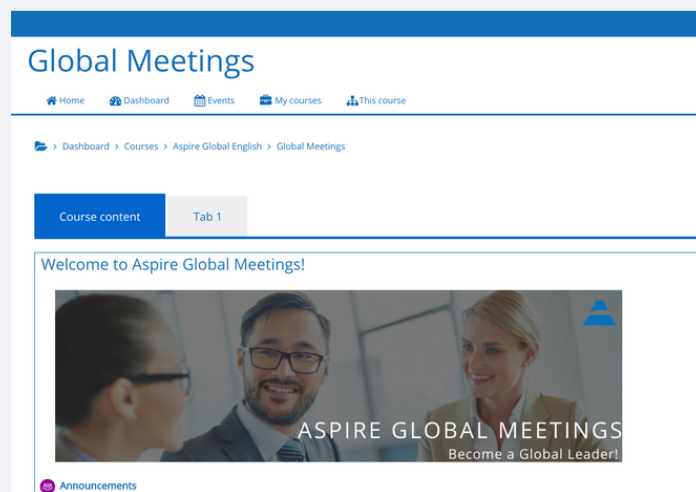 Global Meetings
Home Dashboard Events My courses This course
> Dashboard > Courses > Aspire Global English > Global Meetings
Course content Tab 1
Welcome to Aspire Global Meetings!
ASPIRE GLOBAL MEETINGS
Become a Global Leader!
Announcements